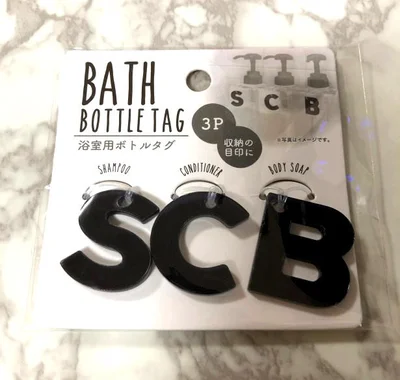 BATH
BOTTLE TAG
浴室用ボトルタグ
3P
収納の
目印に
S C B
※写真はイメージです。
SHAMPOO
CONDITIONER
BODY SOAP
S C B